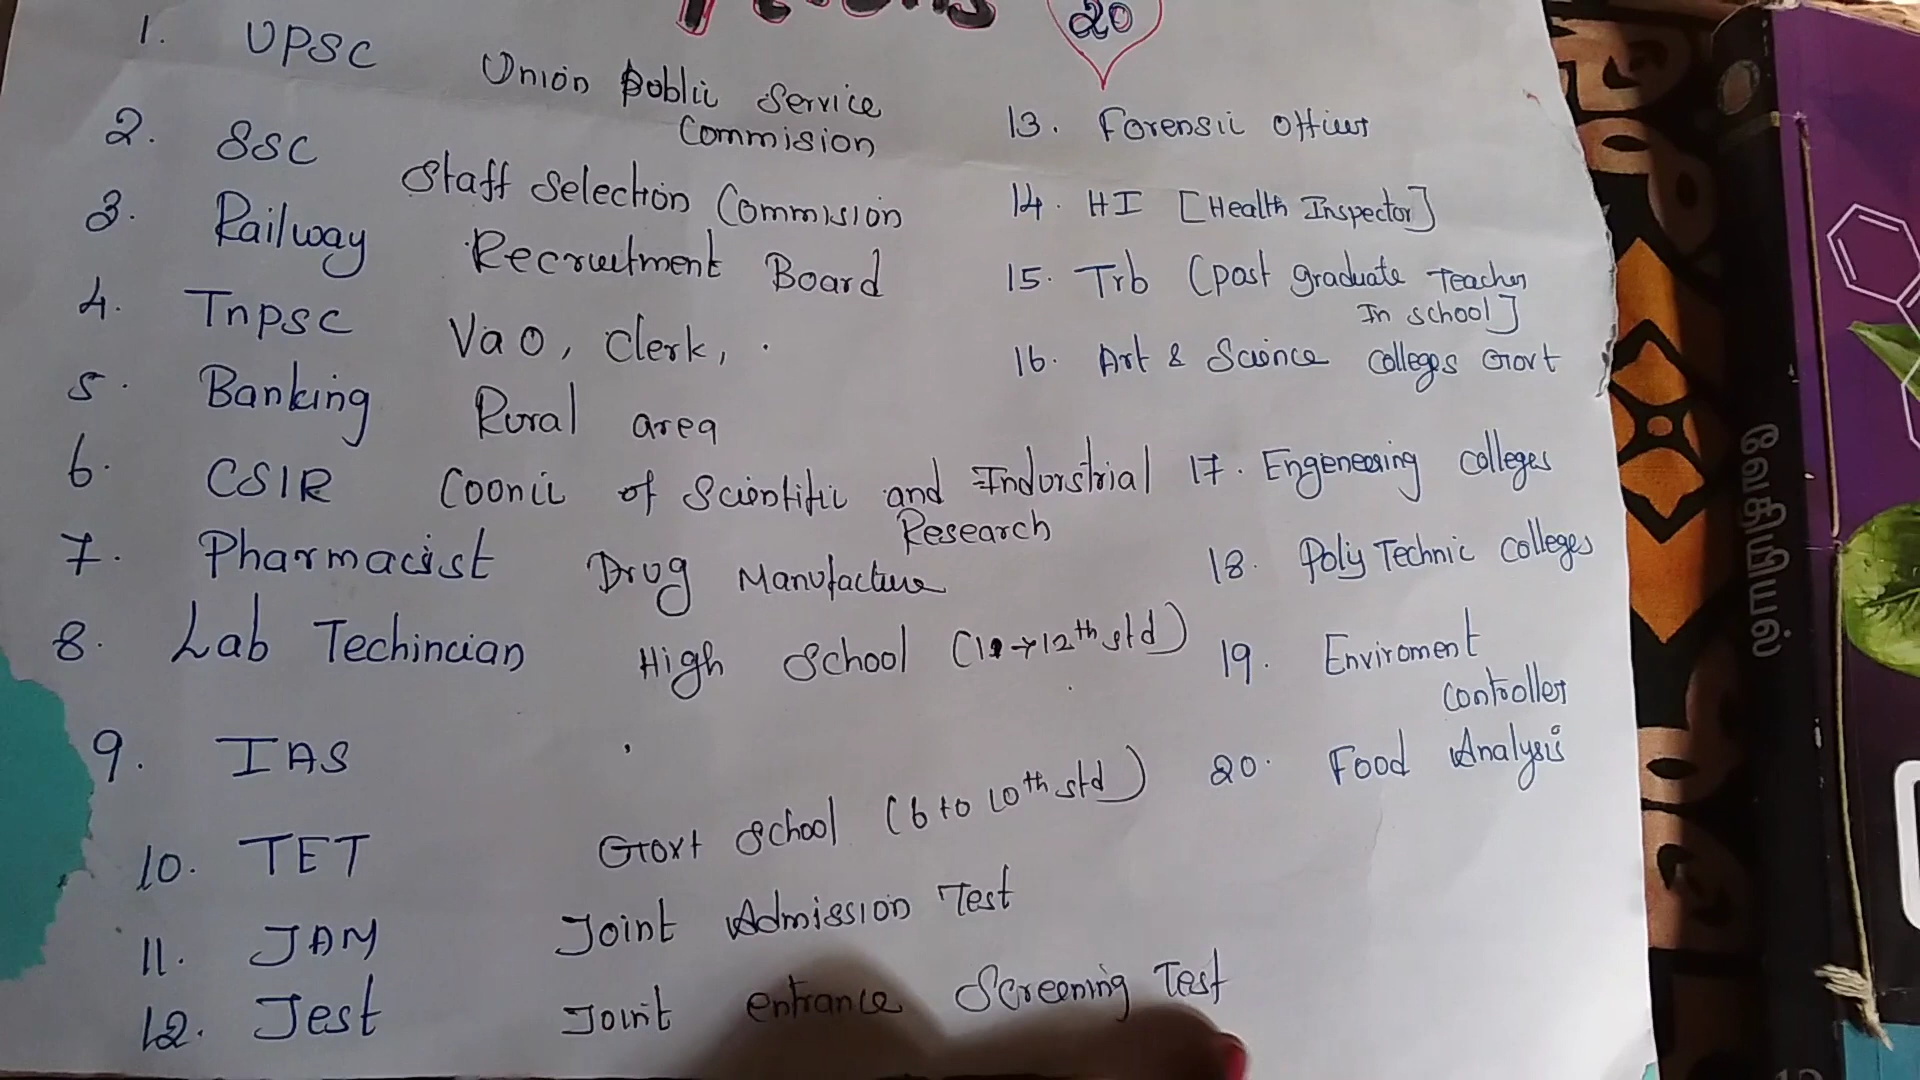 20
1. UPSC Union Public Service
Commision
2. SSC Staff Selection Commision
3. Railway Recruitment Board
4. Tnpsc Vao, Clerk,
5. Banking Rural area
6. CSIR Counic of Scientific and Industrial
Research
7. Pharmacist Drug Manufacture
8. Lab Techincian High School (11→12th std)
9. IAS
10. TET Govt School (6 to 10th std)
11. JAM Joint Admission Test
12. Jest Joint entrance Screening Test
13. Forensic Officer
14. HI [Health Inspector]
15. Trb (post graduate Teacher
In school]
16. Art & Science colleges Govt
17. Engeneering colleges
18. Poly Technic colleges
19. Enviroment
controller
20. Food Analysis
வேதியியல்